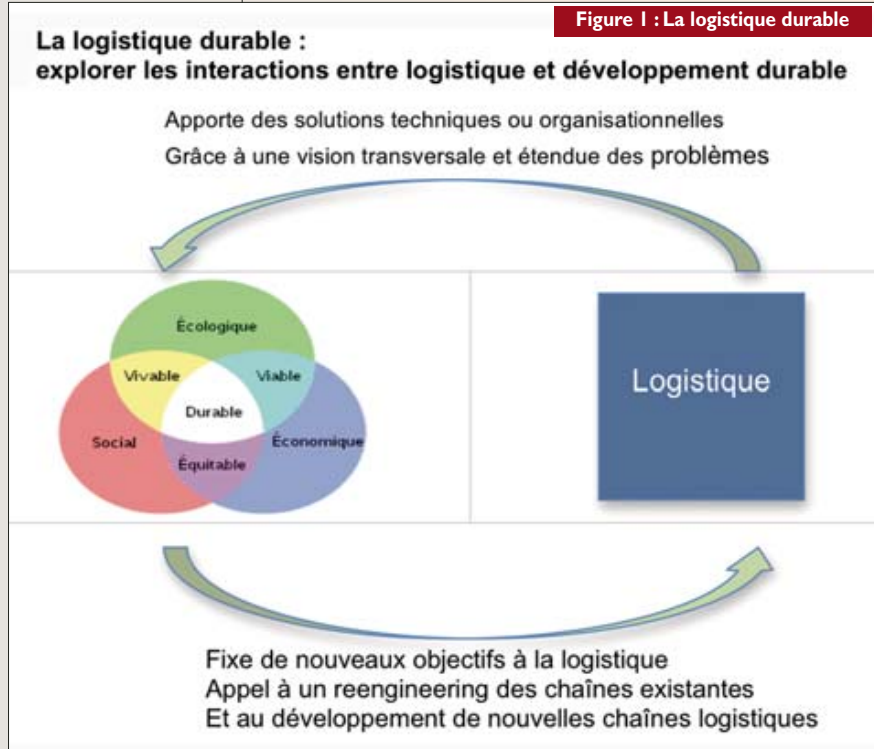 Figure 1 : La logistique durable
La logistique durable :
explorer les interactions entre logistique et développement durable
Apporte des solutions techniques ou organisationnelles
Grâce à une vision transversale et étendue des problèmes
Écologique
Vivable
Viable
Durable
Social
Économique
Équitable
Logistique
Fixe de nouveaux objectifs à la logistique
Appel à un reengineering des chaînes existantes
Et au développement de nouvelles chaînes logistiques